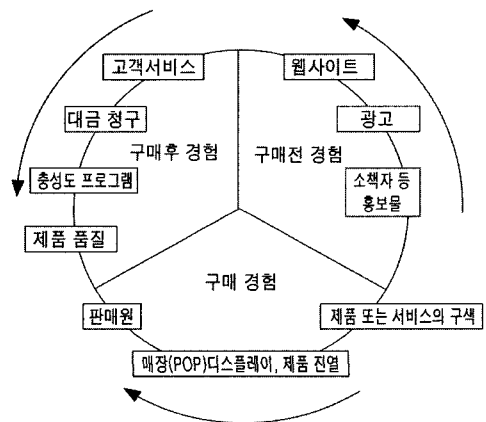 고객서비스
웹사이트
대금 청구
광고
구매후 경험
구매전 경험
충성도 프로그램
소책자 등
홍보물
제품 품질
구매 경험
판매원
제품 또는 서비스의 구색
매장(POP)디스플레이, 제품 진열